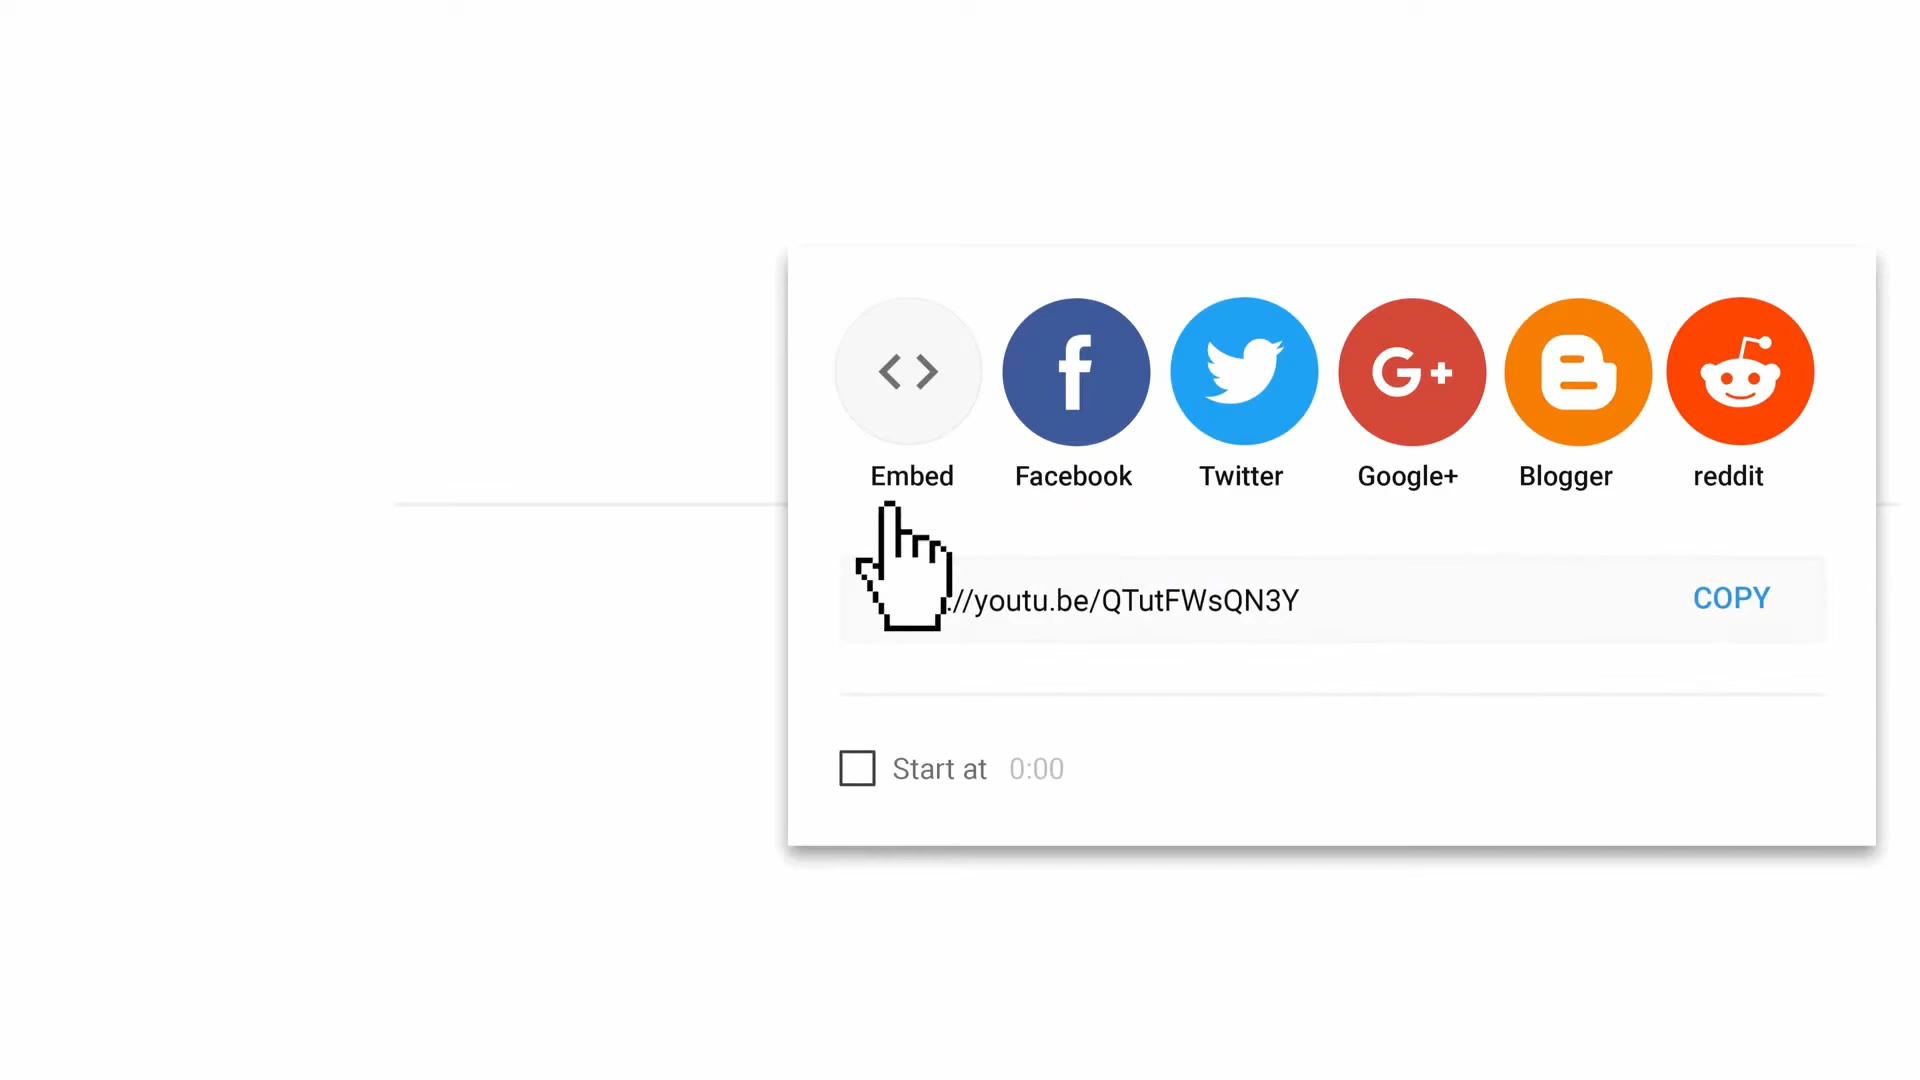 Embed Facebook Twitter Google+ Blogger reddit
://youtu.be/QTutFWsQN3Y COPY
Start at 0:00